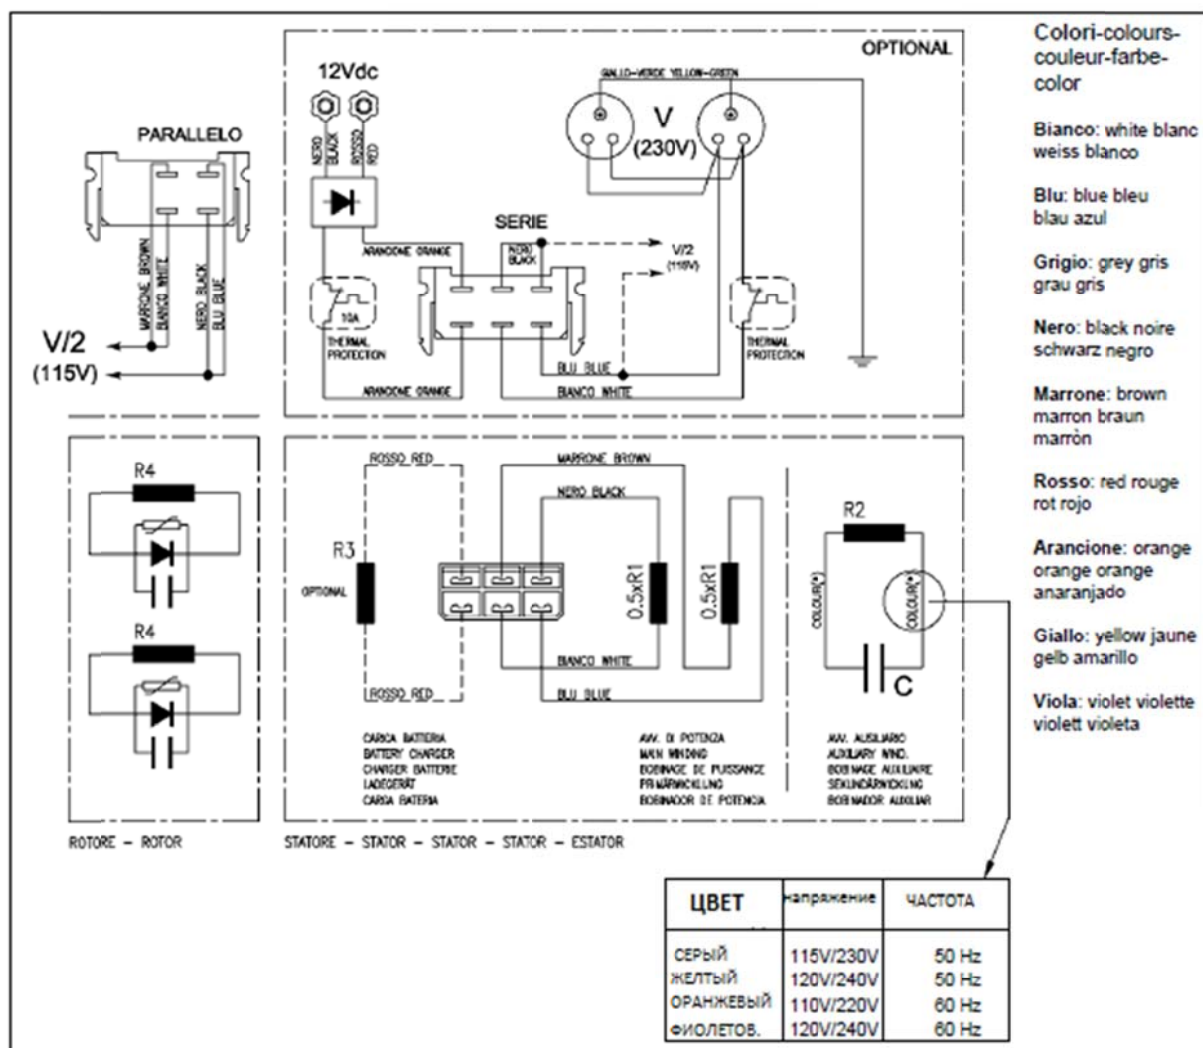 OPTIONAL
12Vdc
GIALLO-VERDE YELLOW-GREEN
V
(230V)
NERO
BLACK
ROSSO
RED
PARALLELO
SERIE
ARANCIONE ORANGE
NERO
BLACK
V/2
(115V)
MARRONE BROWN
BIANCO WHITE
NERO BLACK
BLU BLUE
10A
THERMAL
PROTECTION
THERMAL
PROTECTION
V/2
(115V)
BLU BLUE
ARANCIONE ORANGE
BIANCO WHITE
R4
R4
ROTORE - ROTOR
ROSSO RED
MARRONE BROWN
NERO BLACK
R3
OPTIONAL
0.5xR1
0.5xR1
BIANCO WHITE
ROSSO RED
BLU BLUE
R2
COLOUR(*)
COLOUR(*)
C
CARICA BATTERIA
BATTERY CHARGER
CHARGER BATTERIE
LADEGERÄT
CARGA BATERIA
AVV. DI POTENZA
MAIN WINDING
BOBINAGE DE PUISSANCE
PRIMÄRWICKLUNG
BOBINADOR DE POTENCIA
AVV. AUSILIARIO
AUXILIARY WIND.
BOBINAGE AUXILIAIRE
SEKUNDÄRWICKLUNG
BOBINADOR AUXILIAR
STATORE - STATOR - STATOR - STATOR - ESTATOR
Colori-colours-
couleur-farbe-
color
Bianco: white blanc
weiss blanco
Blu: blue bleu
blau azul
Grigio: grey gris
grau gris
Nero: black noire
schwarz negro
Marrone: brown
marron braun
marròn
Rosso: red rouge
rot rojo
Arancione: orange
orange orange
anaranjado
Giallo: yellow jaune
gelb amarillo
Viola: violet violette
violett violeta
ЦВЕТ напряжение ЧАСТОТА
СЕРЫЙ 115V/230V 50 Hz
ЖЕЛТЫЙ 120V/240V 50 Hz
ОРАНЖЕВЫЙ 110V/220V 60 Hz
ФИОЛЕТОВ. 120V/240V 60 Hz